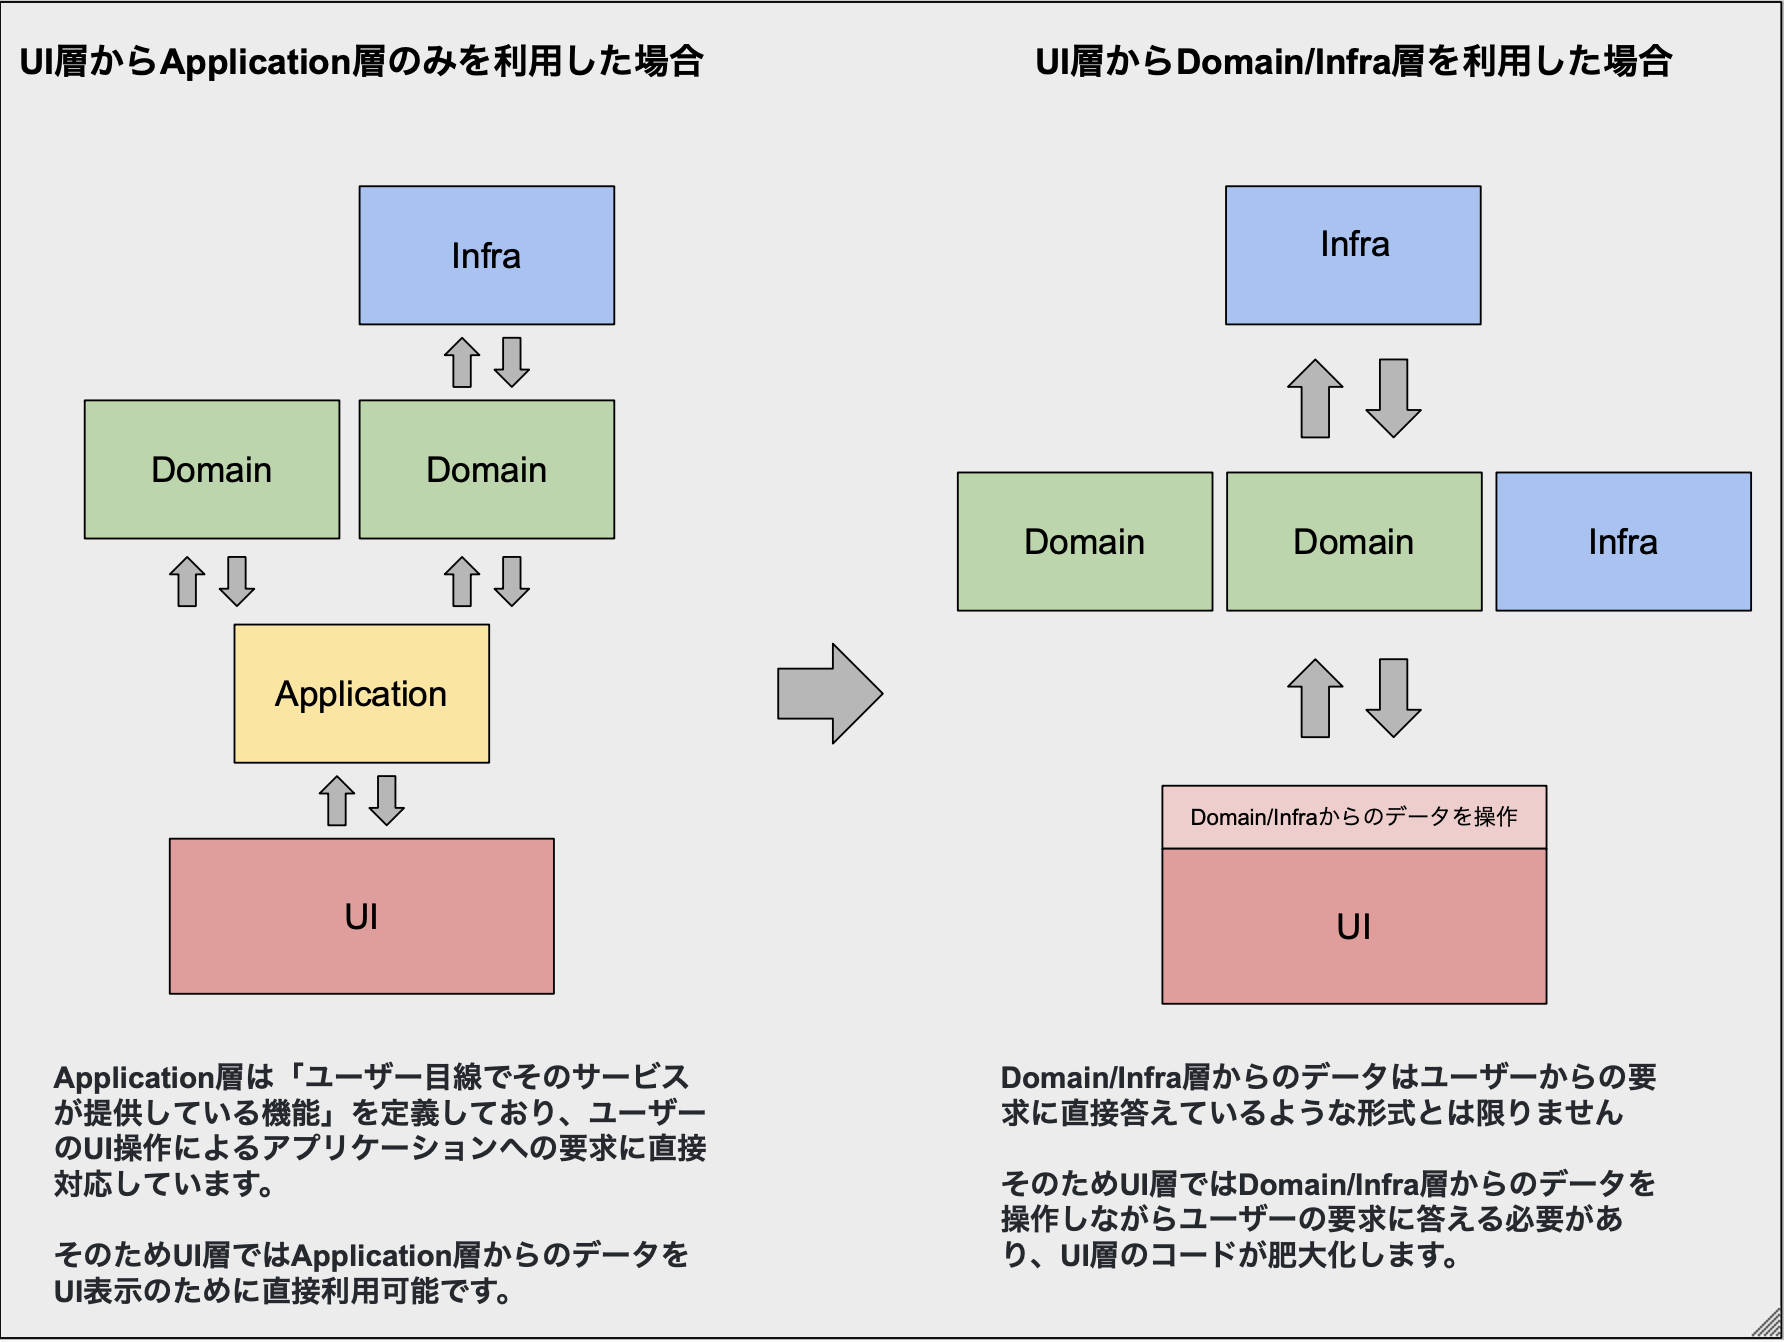 UI層からApplication層のみを利用した場合
Infra
Domain
Domain
Application
UI
Application層は「ユーザー目線でそのサービス
が提供している機能」を定義しており、ユーザー
のUI操作によるアプリケーションへの要求に直接
対応しています。
そのためUI層ではApplication層からのデータを
UI表示のために直接利用可能です。
UI層からDomain/Infra層を利用した場合
Infra
Domain
Domain
Infra
Domain/Infraからのデータを操作
UI
Domain/Infra層からのデータはユーザーからの要
求に直接答えているような形式とは限りません
そのためUI層ではDomain/Infra層からのデータを
操作しながらユーザーの要求に答える必要があ
り、UI層のコードが肥大化します。